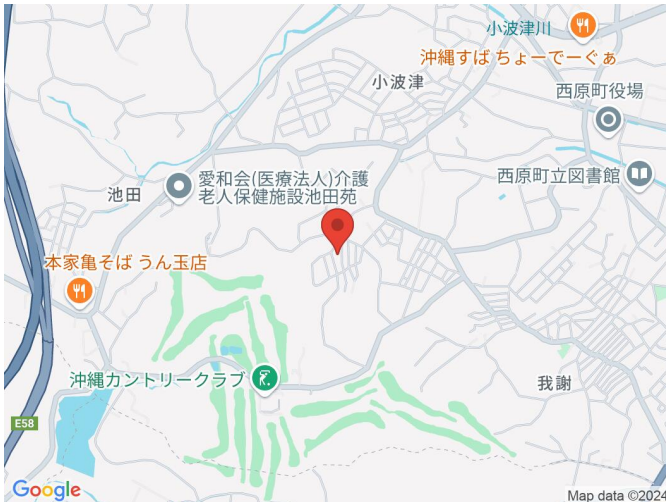 小波津川
沖縄すば ちょーでーぐぁ
小波津
西原町役場
愛和会(医療法人)介護
老人保健施設池田苑
西原町立図書館
池田
本家亀そば うん玉店
沖縄カントリークラブ
我謝
E58
Google
Map data ©2024